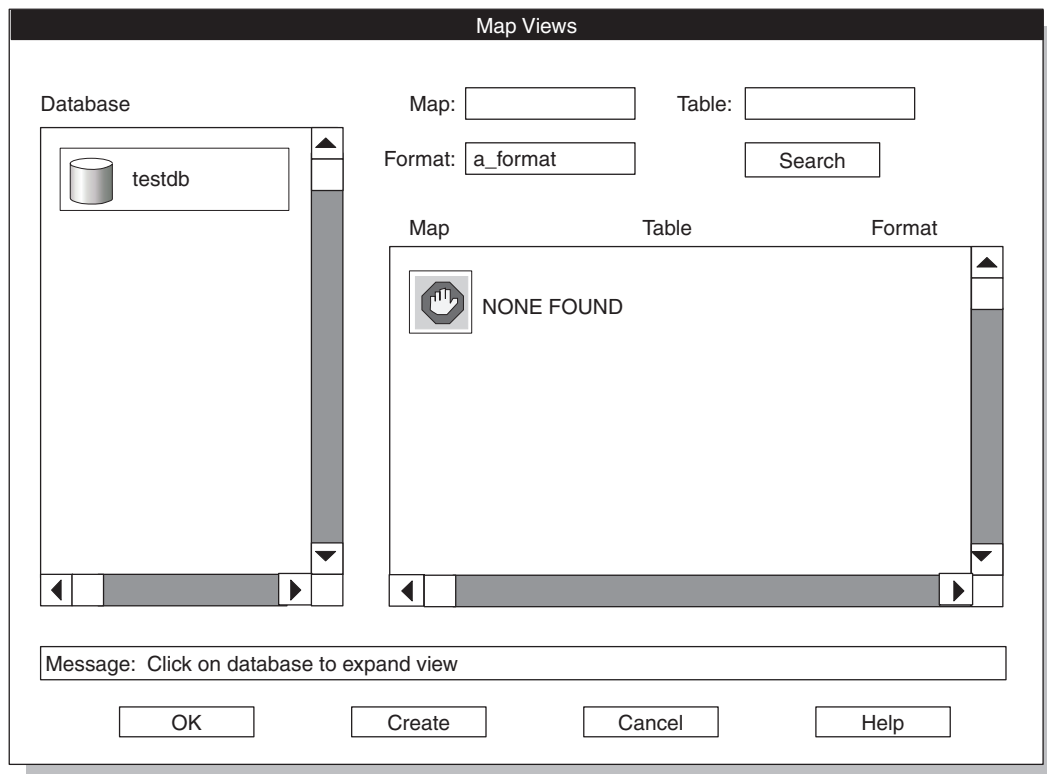 Map Views
Database
Map:
Table:
Format: a_format
Search
testdb
Map Table Format
NONE FOUND
Message: Click on database to expand view
OK Create Cancel Help